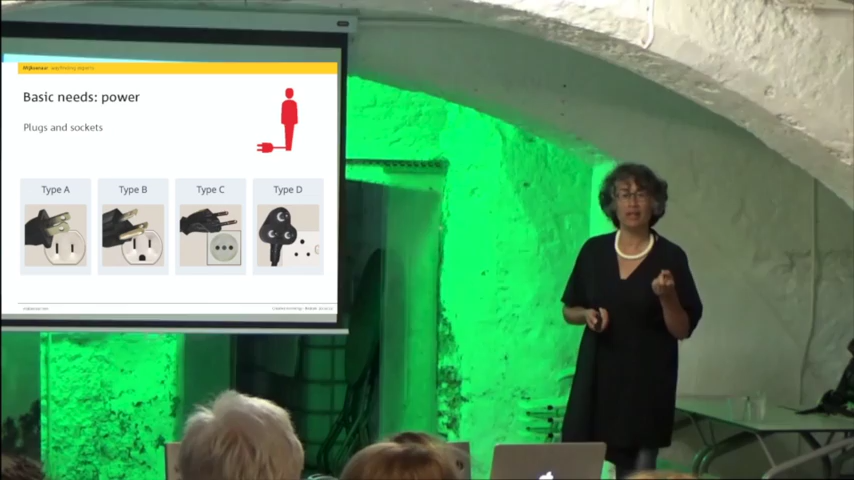 Basic needs: power
Plugs and sockets
Type A
Type B
Type C
Type D